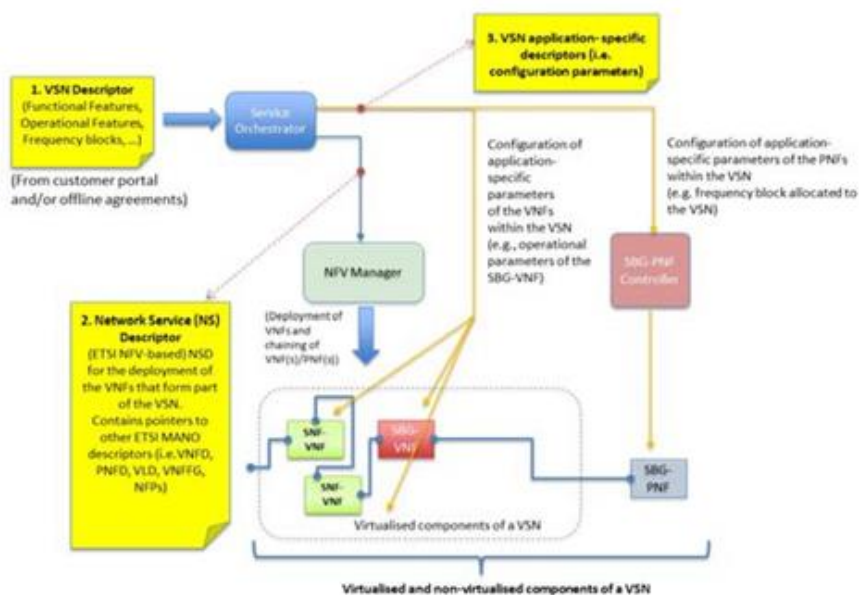 1. VSN Descriptor
(Functional Features,
Operational Features,
Frequency blocks, ...)
(From customer portal
and/or offline agreements)
Service
Orchestrator
3. VSN application-specific
descriptors (i.e.
configuration parameters)
Configuration of
application-
specific
parameters
of the VNFs
within the VSN
(e.g., operational
parameters of the
SBG-VNF)
Configuration of application-
specific parameters of the PNFs
within the VSN
(e.g. frequency block allocated to
the VSN)
NFV Manager
SBG-PNF
Controller
(Deployment of
VNFs and
chaining of
VNF(s)/PNF(s))
2. Network Service (NS)
Descriptor
(ETSI NFV-based) NSD
for the deployment of
the VNFs that form part
of the VSN.
Contains pointers to
other ETSI MANO
descriptors (i.e. VNFD,
PNFD, VLD, VNFFG,
NFPs)
SNF-
VNF
SBG-
VNF
SNF-
VNF
SBG-
PNF
Virtualised components of a VSN
Virtualised and non-virtualised components of a VSN